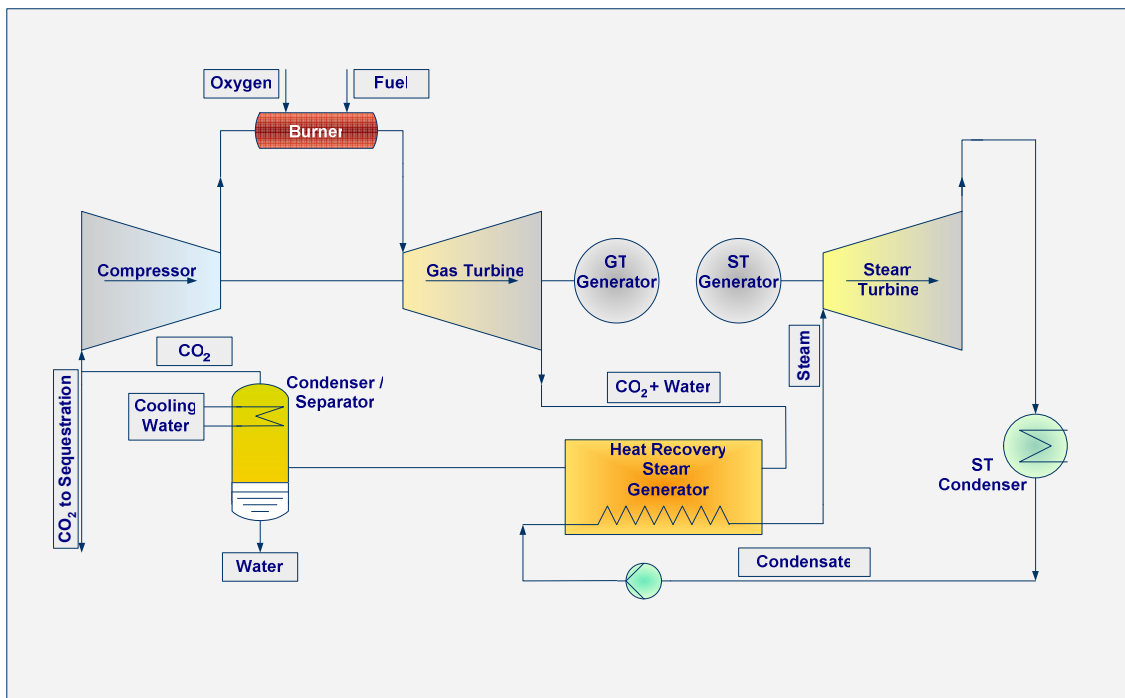 Oxygen
Fuel
Burner
Compressor
Gas Turbine
GT
Generator
ST
Generator
Steam
Turbine
Steam
CO₂
Condenser /
Separator
Cooling
Water
CO₂ + Water
CO₂ to Sequestration
Heat Recovery
Steam
Generator
ST
Condenser
Water
Condensate